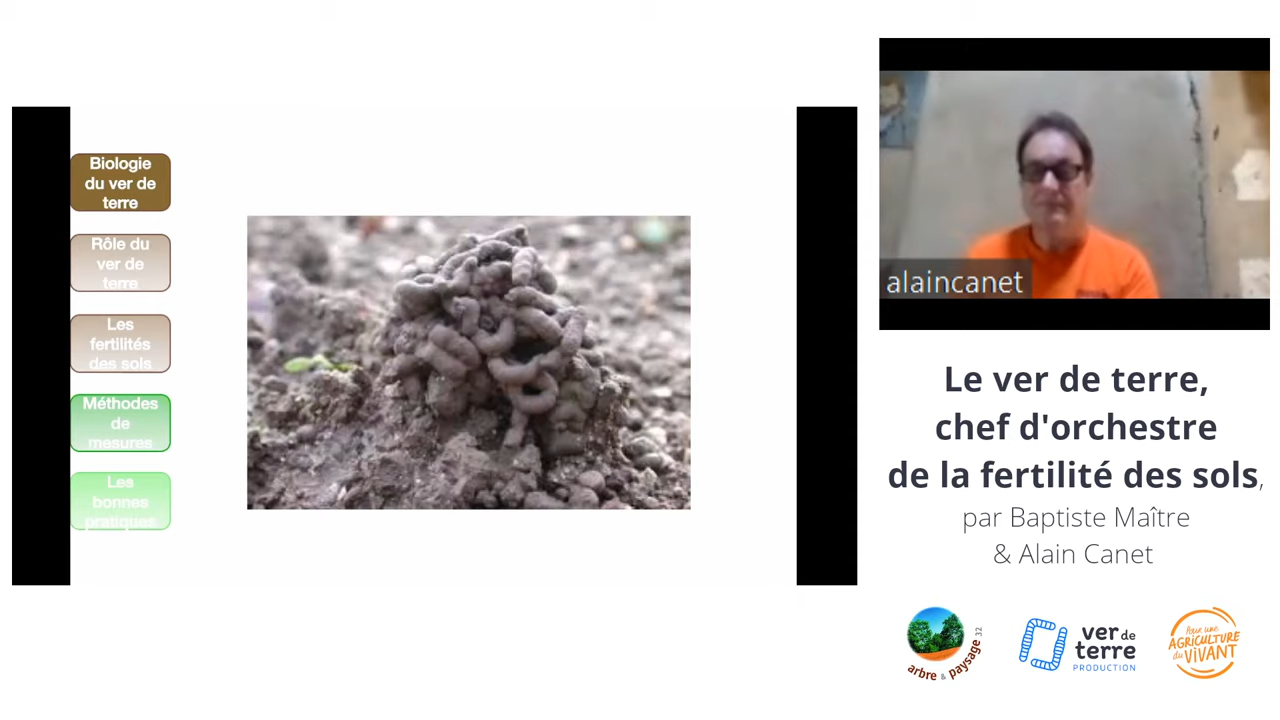 Biologie
du ver de
terre
Rôle du
ver de
terre
Les
fertilités
des sols
Méthodes
de
mesures
Les
bonnes
pratiques
alaincanet
Le ver de terre,
chef d'orchestre
de la fertilité des sols,
par Baptiste Maître
& Alain Canet
arbre & paysage 32
ver de
terre
PRODUCTION
Pour une
AGRICULTURE
du VIVANT